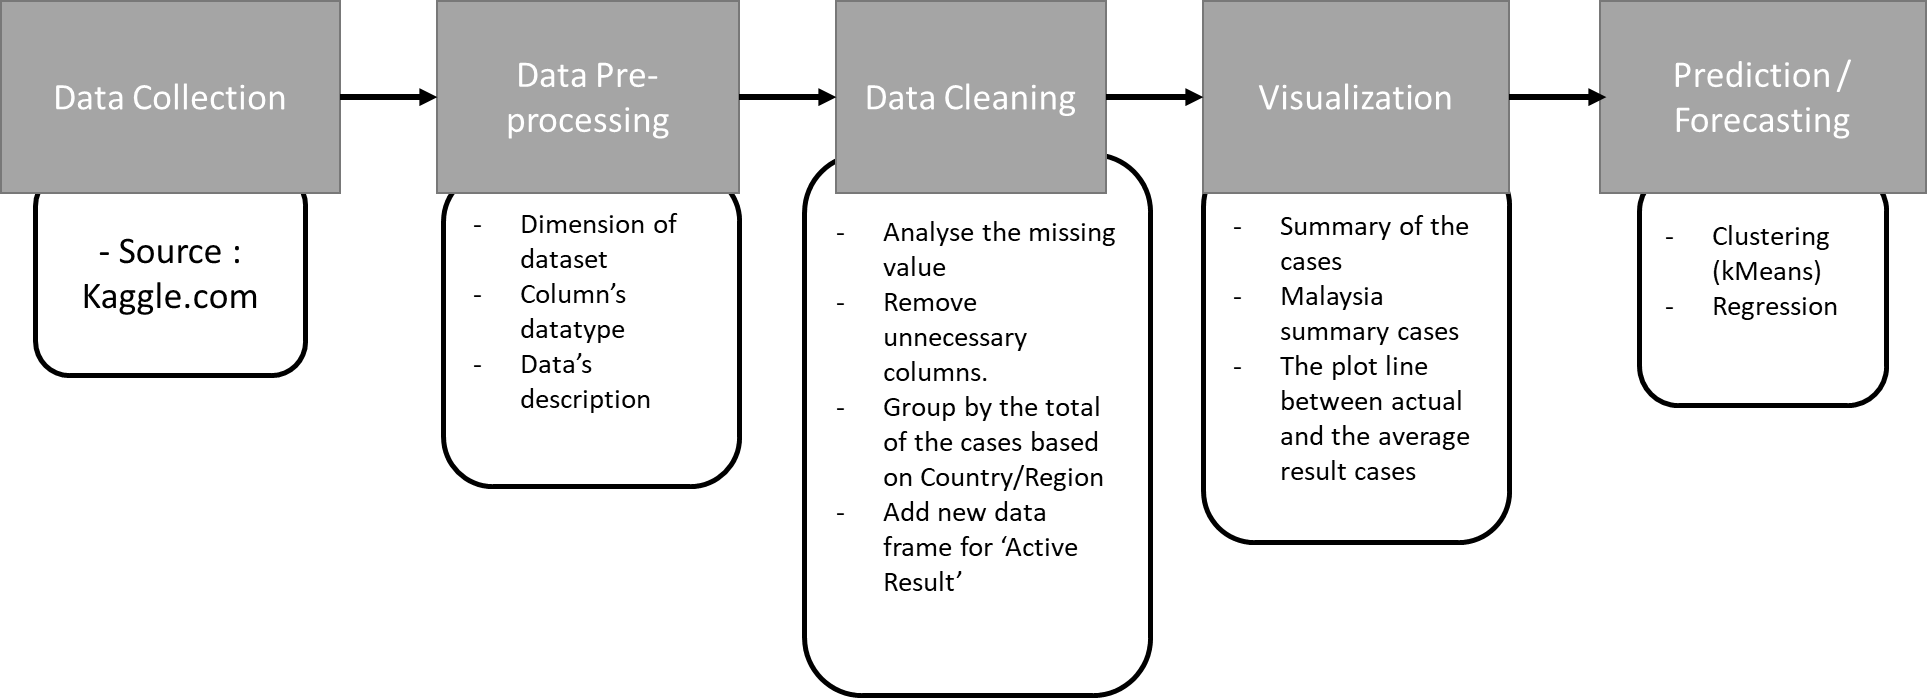 Data Collection
- Source :
Kaggle.com
Data Pre-
processing
- Dimension of
dataset
- Column’s
datatype
- Data’s
description
Data Cleaning
- Analyse the missing
value
- Remove
unnecessary
columns.
- Group by the total
of the cases based
on Country/Region
- Add new data
frame for ‘Active
Result’
Visualization
- Summary of the
cases
- Malaysia
summary cases
- The plot line
between actual
and the average
result cases
Prediction /
Forecasting
- Clustering
(kMeans)
- Regression